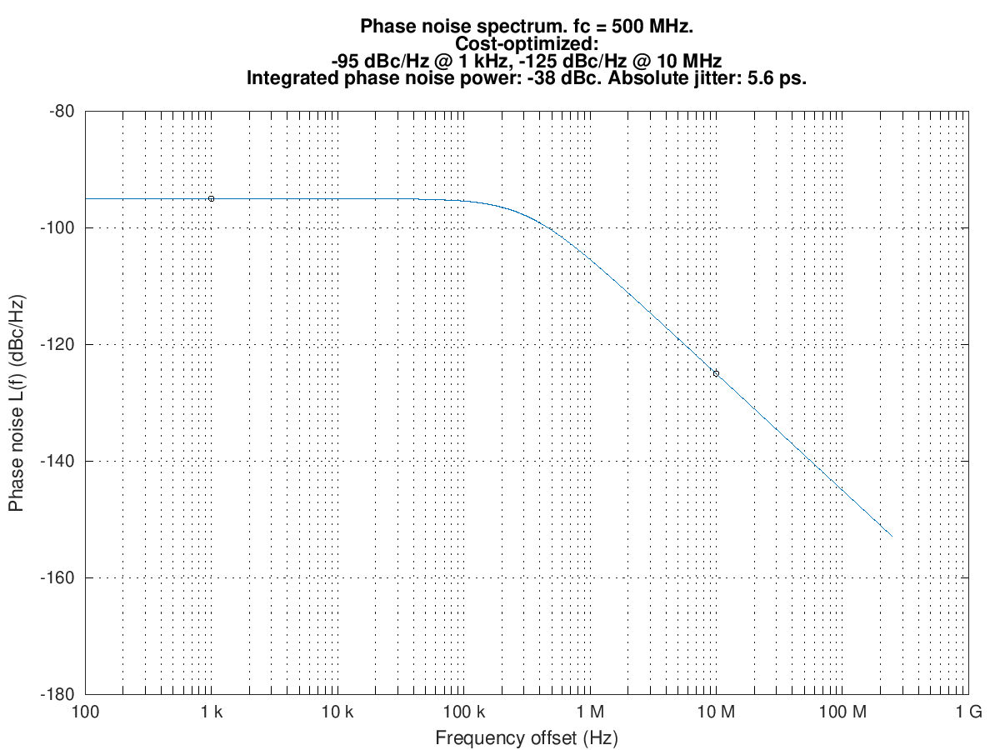 Phase noise spectrum. fc = 500 MHz.
Cost-optimized:
-95 dBc/Hz @ 1 kHz, -125 dBc/Hz @ 10 MHz
Integrated phase noise power: -38 dBc. Absolute jitter: 5.6 ps.
-80
-100
-120
-140
-160
-180
Phase noise L(f) (dBc/Hz)
100
1 k
10 k
100 k
1 M
10 M
100 M
1 G
Frequency offset (Hz)